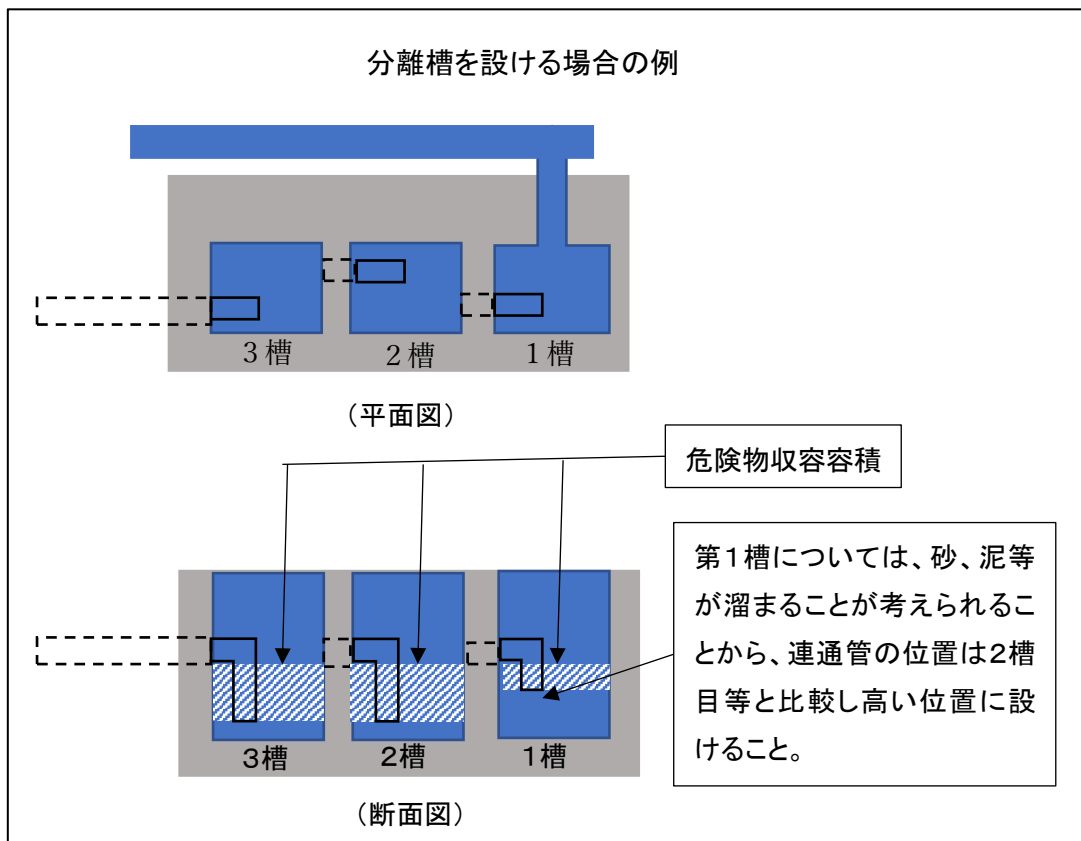 分離槽を設ける場合の例
3槽
2槽
1槽
(平面図)
危険物収容容積
第1槽については、砂、泥等
が溜まることが考えられるこ
とから、連通管の位置は2槽
目等と比較し高い位置に設
けること。
3槽
2槽
1槽
(断面図)